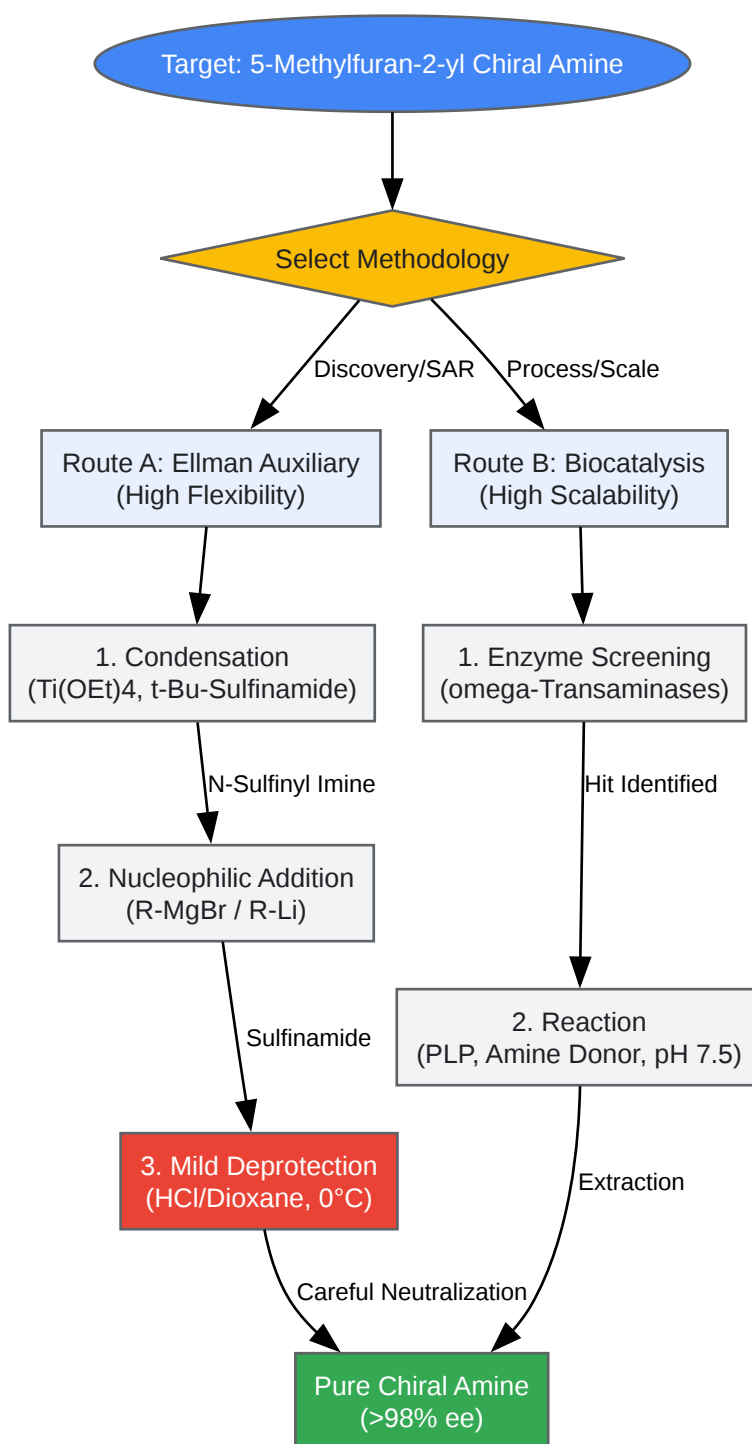 Target: 5-Methylfuran-2-yl Chiral Amine
Select Methodology
Discovery/SAR
Process/Scale
Route A: Ellman Auxiliary
(High Flexibility)
Route B: Biocatalysis
(High Scalability)
1. Condensation
(Ti(OEt)4, t-Bu-Sulfinamide)
1. Enzyme Screening
(omega-Transaminases)
N-Sulfinyl Imine
Hit Identified
2. Nucleophilic Addition
(R-MgBr / R-Li)
2. Reaction
(PLP, Amine Donor, pH 7.5)
Sulfinamide
3. Mild Deprotection
(HCl/Dioxane, 0°C)
Extraction
Careful Neutralization
Pure Chiral Amine
(>98% ee)